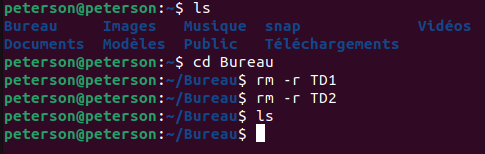 peterson@peterson:~$ ls
Bureau     Images   Musique  snap            Vidéos
Documents  Modèles  Public   Téléchargements
peterson@peterson:~$ cd Bureau
peterson@peterson:~/Bureau$ rm -r TD1
peterson@peterson:~/Bureau$ rm -r TD2
peterson@peterson:~/Bureau$ ls
peterson@peterson:~/Bureau$